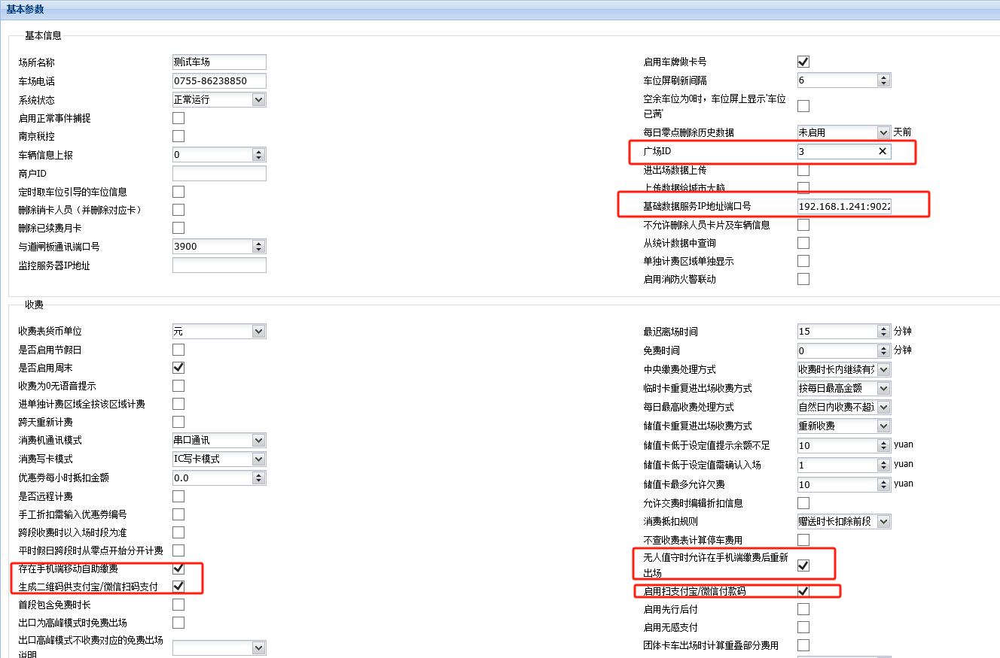 基本参数
基本信息
场所名称 测试车场
车场电话 0755-86238850
系统状态 正常运行
启用正常事件捕捉
南京税控
车辆信息上报 0
商户ID
定时取车位引导的车位信息
删除销卡人员（并删除对应卡）
删除已续费用卡
与道闸板通讯端口号 3900
监控服务器IP地址
启用车牌做卡号
车位屏刷新间隔 6
空余车位为0时，车位屏上显示'车位
已满'
每日零点删除历史数据 未启用 天前
广场ID 3
进出场数据上传
上传数据给城市大脑
基础数据服务IP地址端口号 192.168.1.241:9022
不允许删除人员卡片及车辆信息
从统计数据中查询
单独计费区域单独显示
启用消防火警联动
收费
收费表货币单位 元
是否启用节假日
是否启用周末
收费为0无语音提示
进单独计费区域全按该区域计费
跨天重新计费
消费机通讯模式 串口通讯
消费写卡模式 IC写卡模式
优惠券每小时抵扣金额 0.0
是否远程计费
手工折扣需输入优惠券编号
跨段收费时以入场时段为准
平时假日跨段时从零点开始分开计费
存在手机端移动自助缴费
生成二维码供支付宝/微信扫码支付
首段包含免费时长
出口为高峰模式时免费出场
出口高峰模式不收费对应的免费出场
说明
最迟离场时间 15 分钟
免费时间 0 分钟
中央缴费处理方式 收费时长内继续有
临时卡重复进出场收费方式 按每日最高金额
每日最高收费处理方式 自然日内收费不超
储值卡重复进出场收费方式 重新收费
储值卡低于设定值提示余额不足 10 yuan
储值卡低于设定值需确认入场 1 yuan
储值卡最多允许欠费 10 yuan
允许交费时编辑折扣信息
消费抵扣规则 赠送时长扣除前段
不查收费表计算停车费用
无人值守时允许在手机端缴费后重新
出场
启用扫支付宝/微信付款码
启用先行后付
启用无感支付
团体卡车出场时计算重叠部分费用